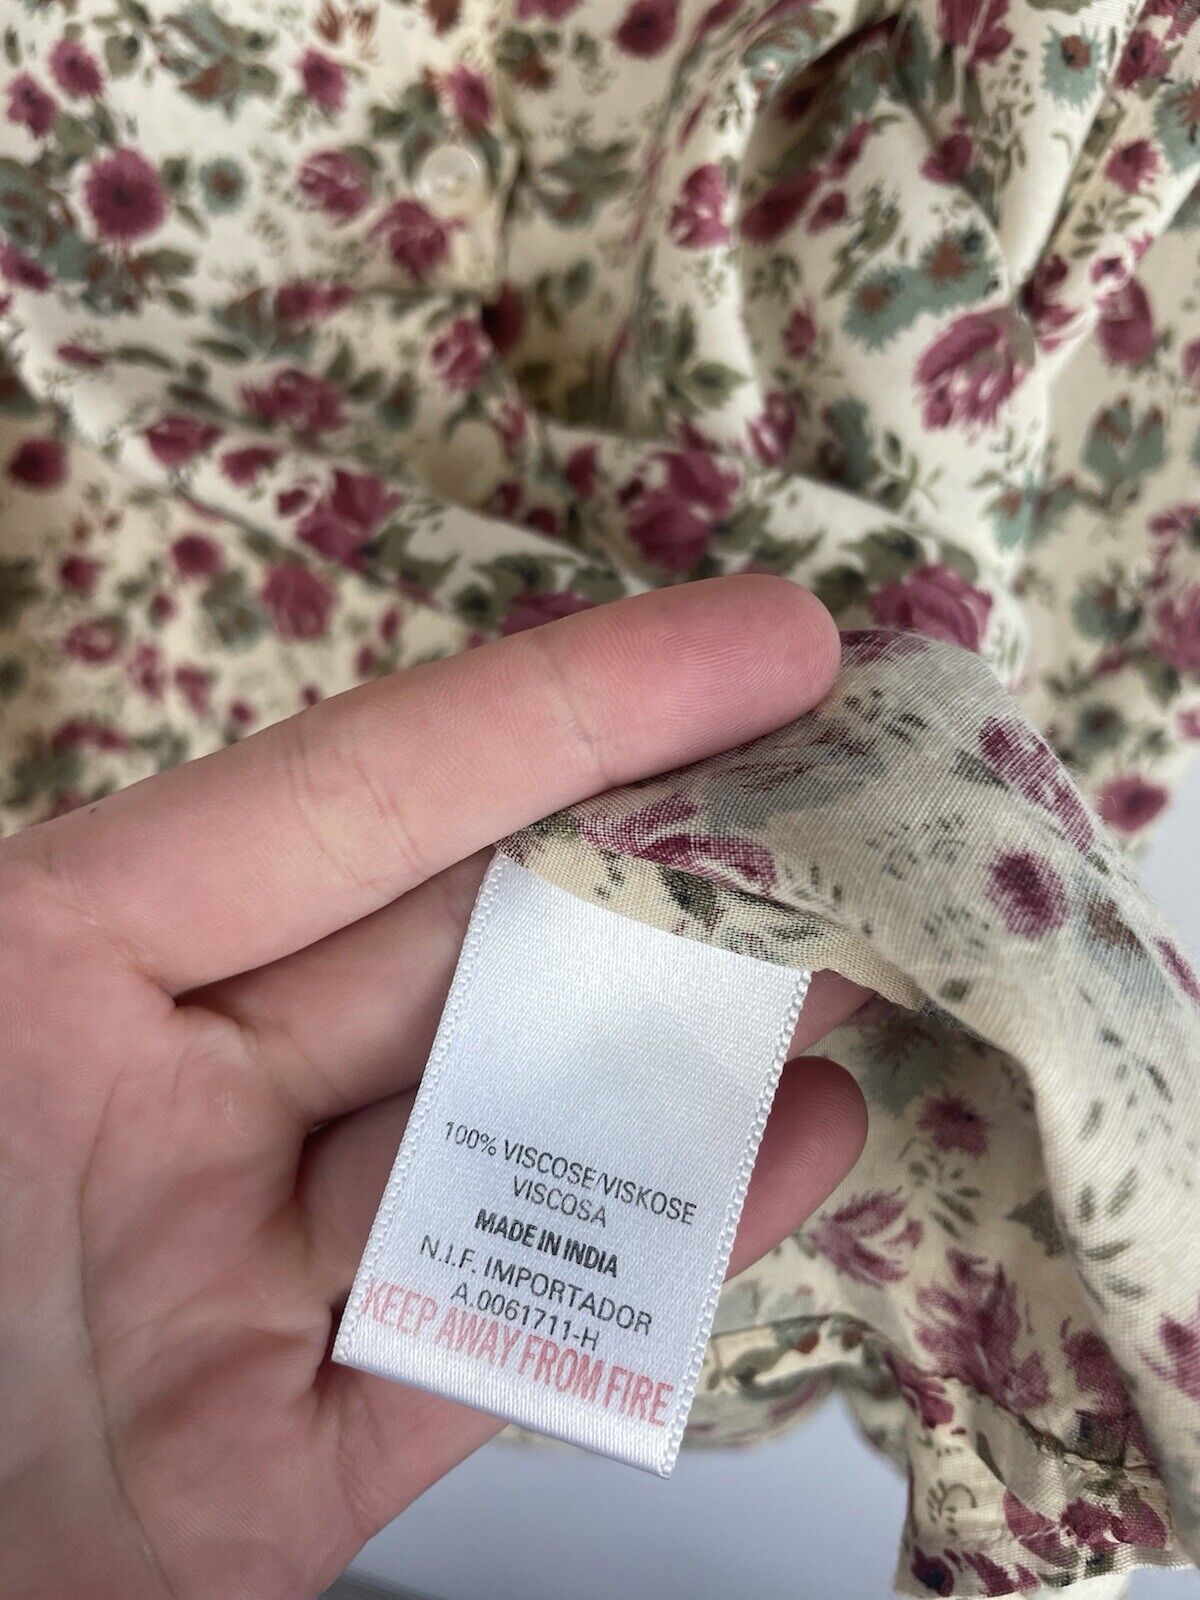 100% VISCOSE/VISKOSE
VISCOSA
MADE IN INDIA
N.I.F. IMPORTADOR
A.0061711-H
KEEP AWAY FROM FIRE